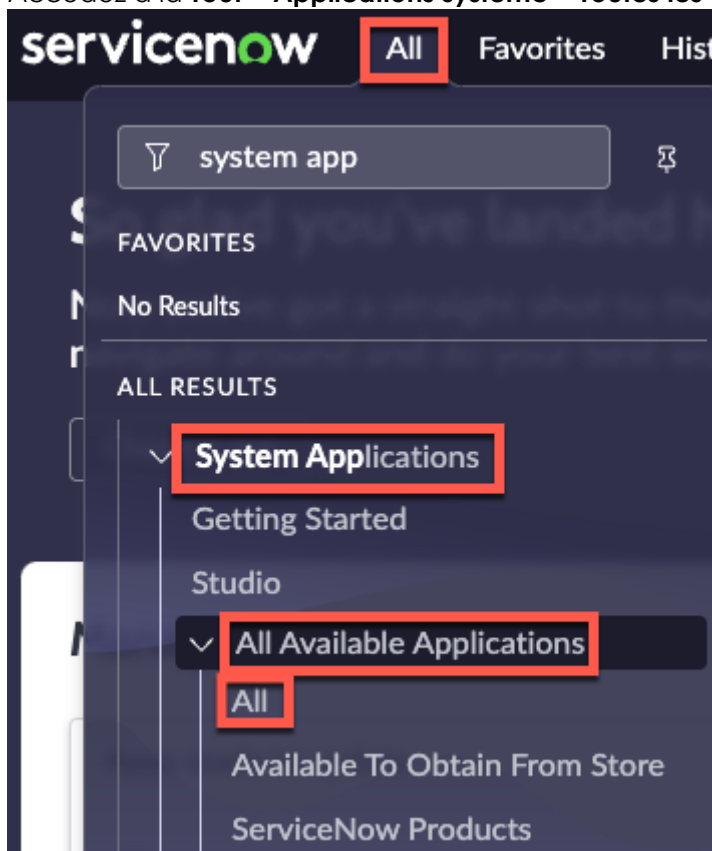 servicenow All Favorites Hist
system app
FAVORITES
No Results
ALL RESULTS
System Applications
Getting Started
Studio
All Available Applications
All
Available To Obtain From Store
ServiceNow Products